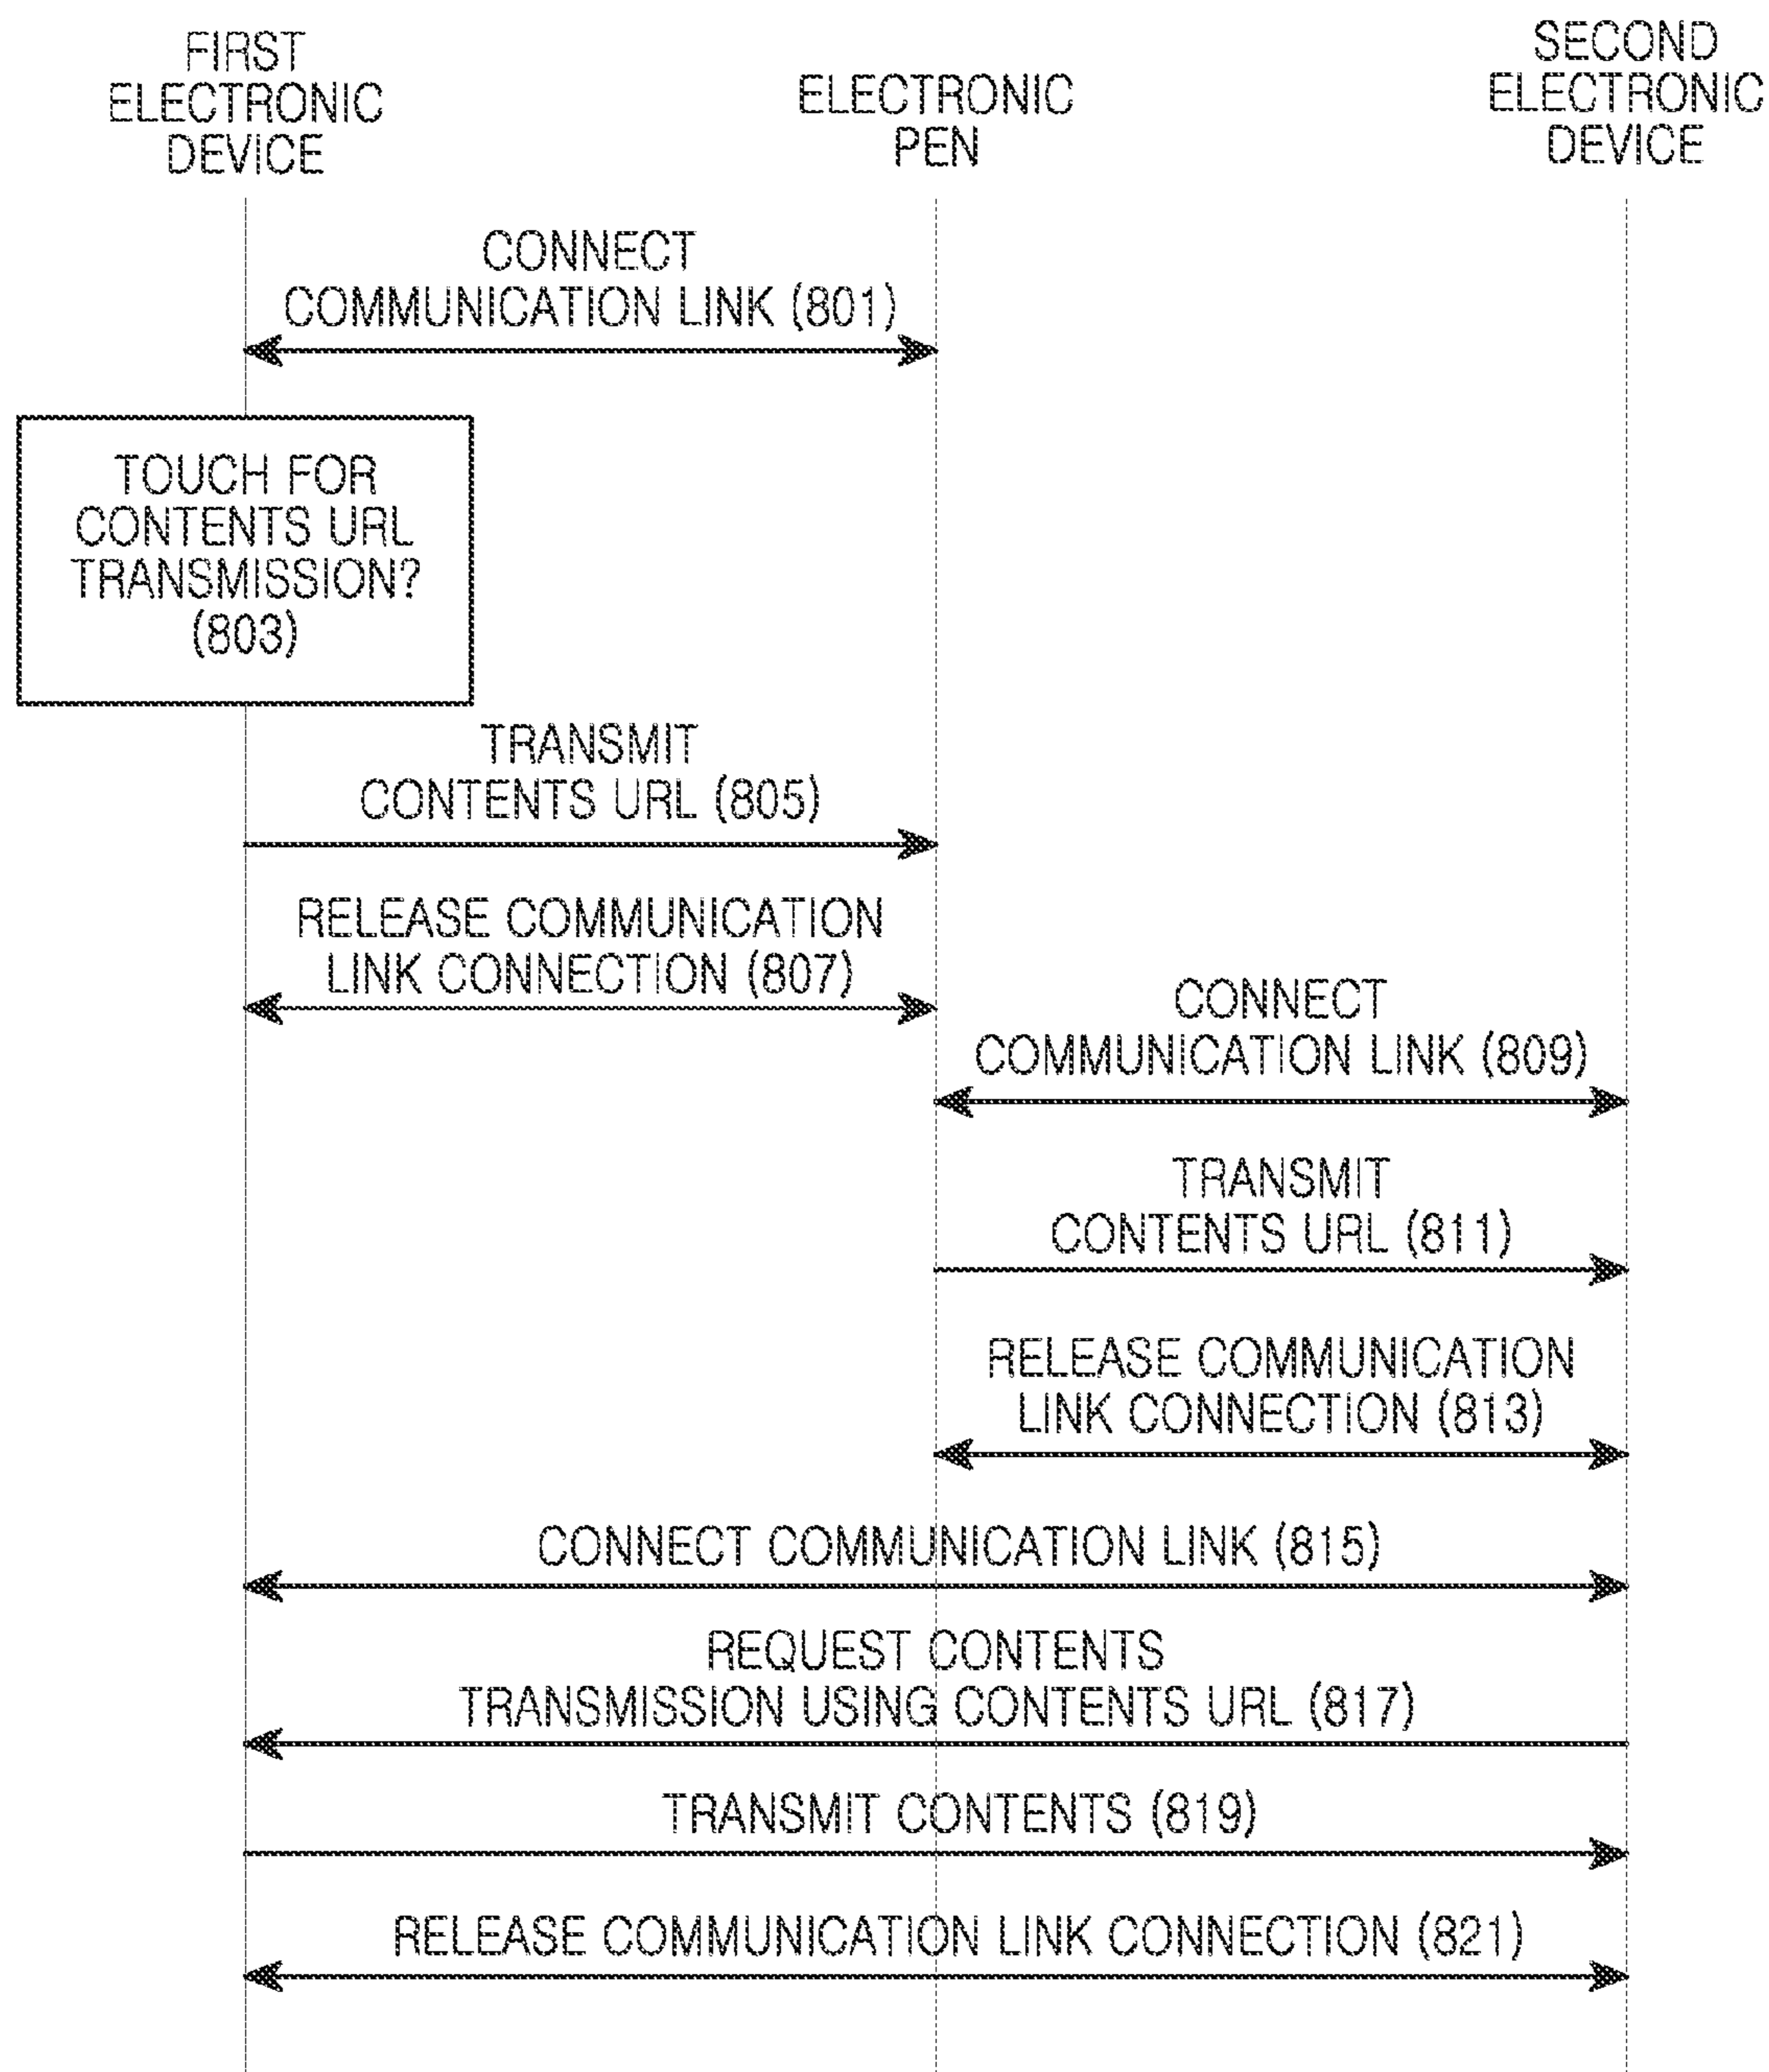 FIRST
ELECTRONIC
DEVICE
ELECTRONIC
PEN
SECOND
ELECTRONIC
DEVICE
CONNECT
COMMUNICATION LINK (801)
TOUCH FOR
CONTENTS URL
TRANSMISSION?
(803)
TRANSMIT
CONTENTS URL (805)
RELEASE COMMUNICATION
LINK CONNECTION (807)
CONNECT
COMMUNICATION LINK (809)
TRANSMIT
CONTENTS URL (811)
RELEASE COMMUNICATION
LINK CONNECTION (813)
CONNECT COMMUNICATION LINK (815)
REQUEST CONTENTS
TRANSMISSION USING CONTENTS URL (817)
TRANSMIT CONTENTS (819)
RELEASE COMMUNICATION LINK CONNECTION (821)